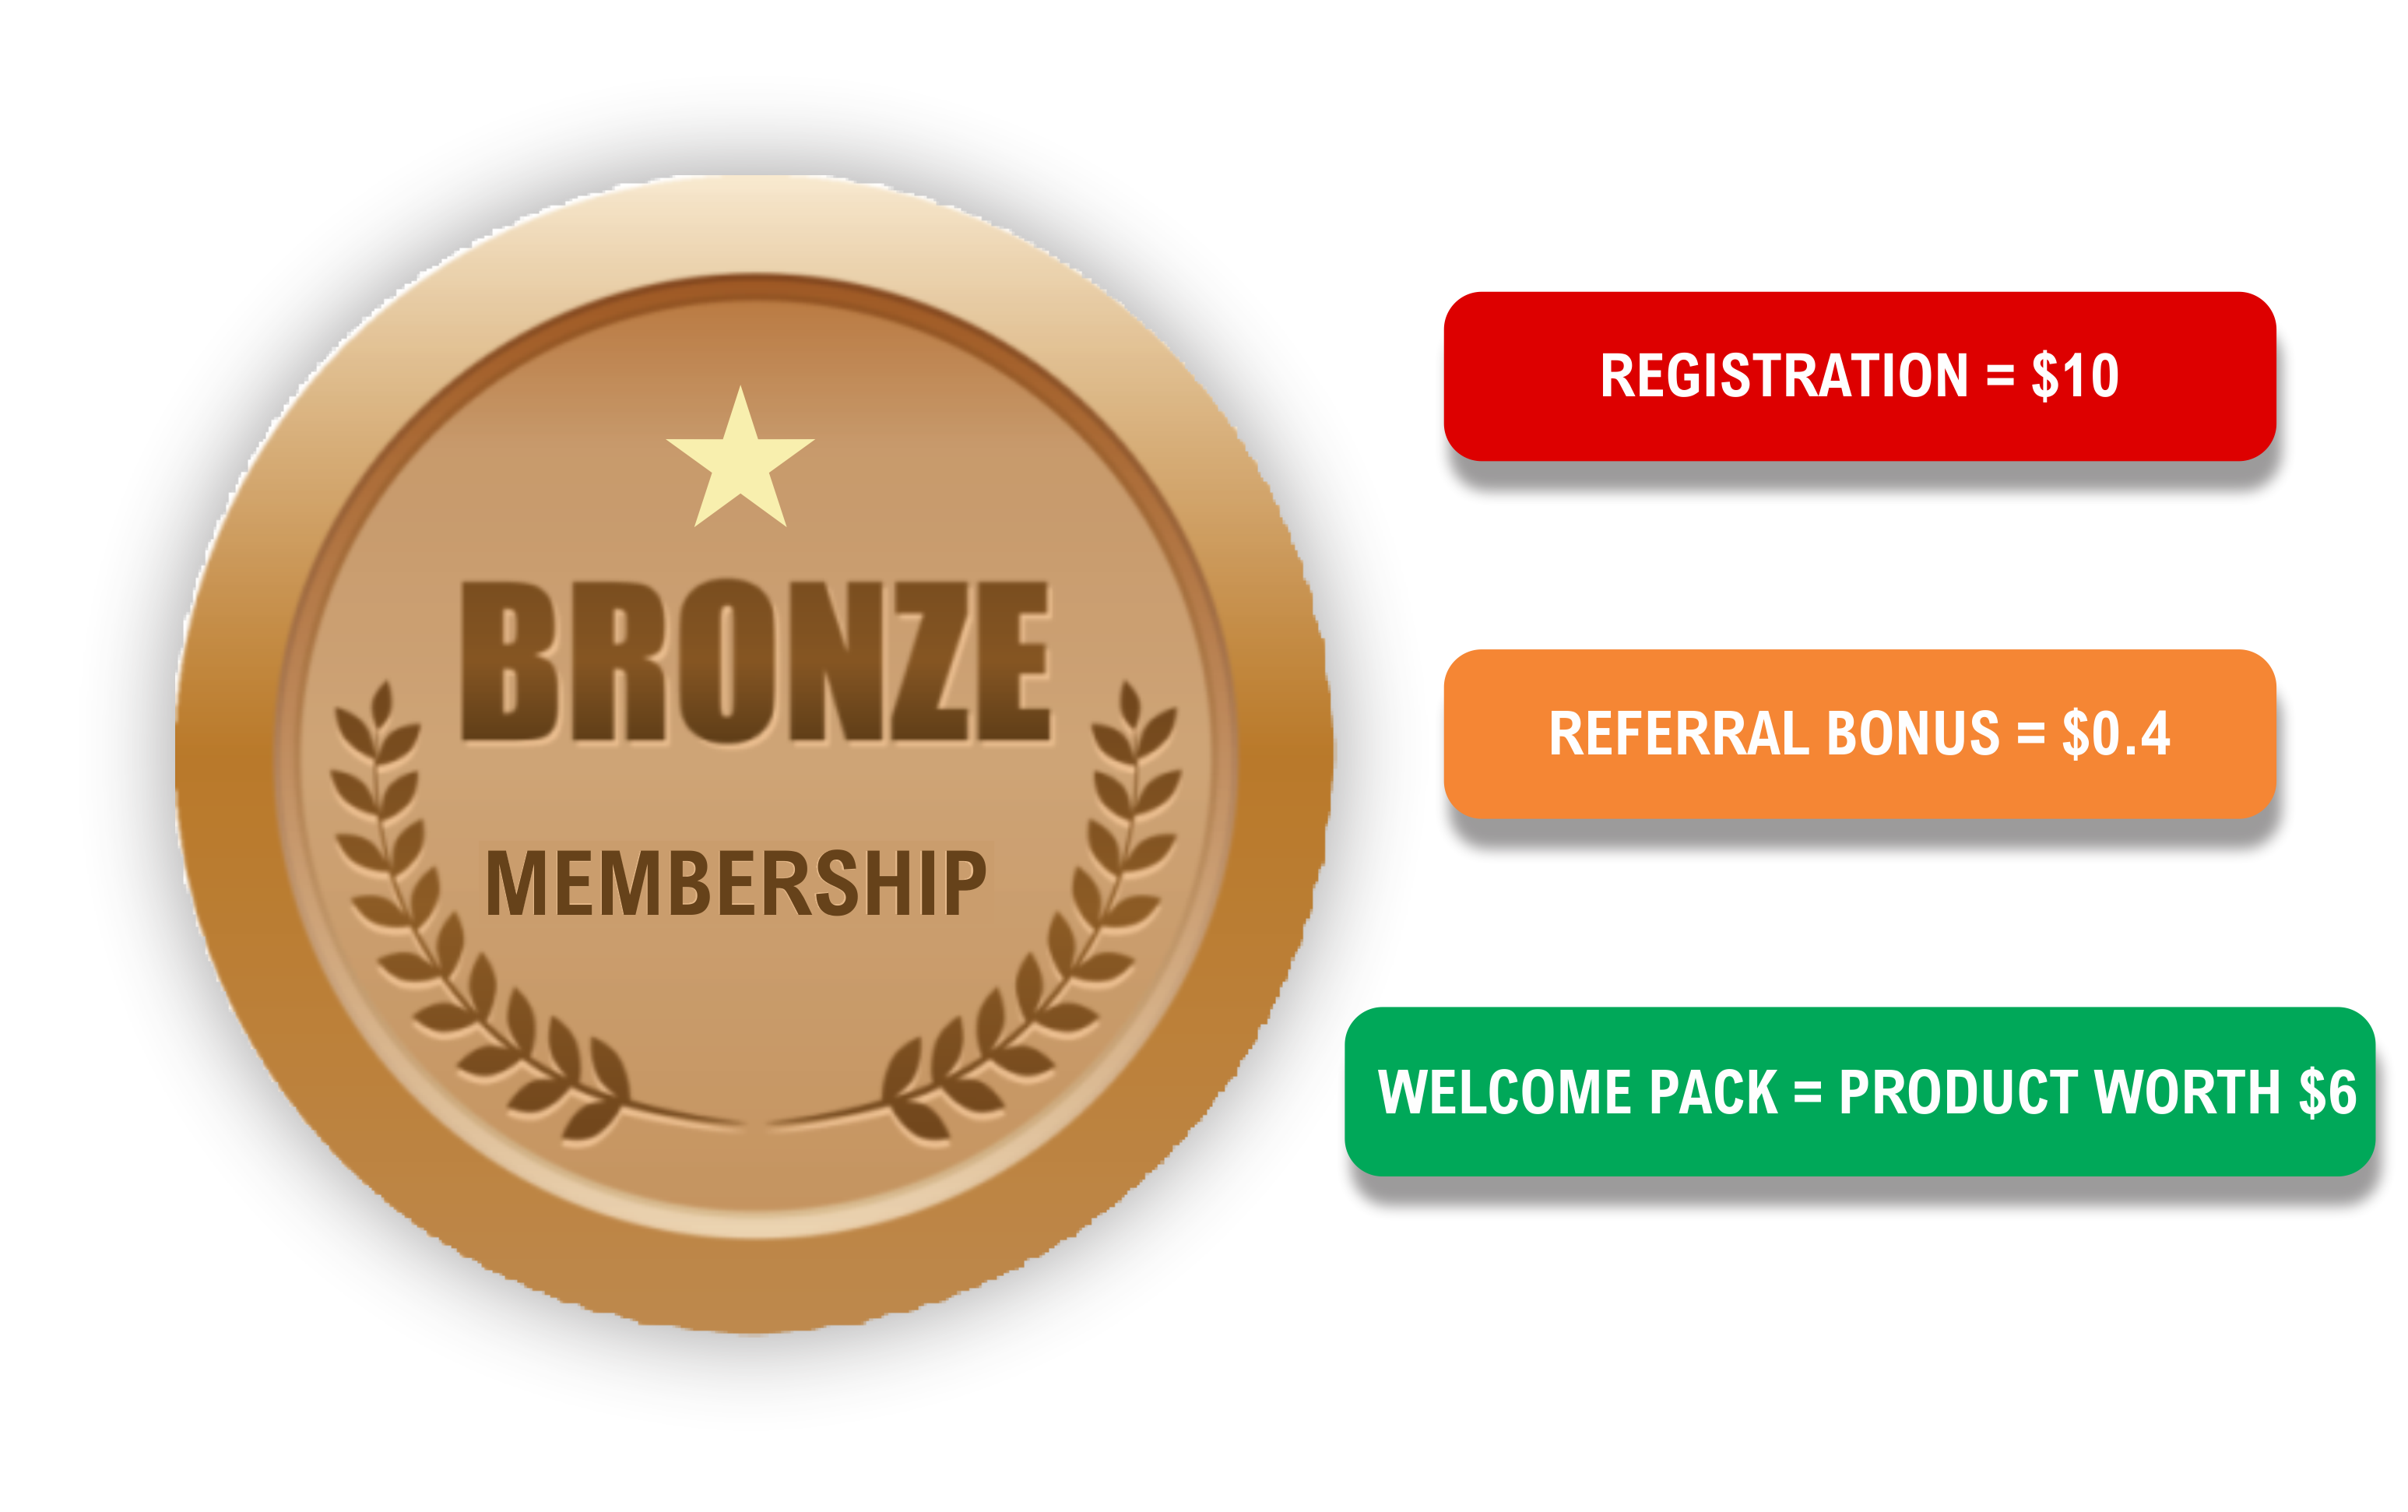 BRONZE
MEMBERSHIP
REGISTRATION = $10
REFERRAL BONUS = $0.4
WELCOME PACK = PRODUCT WORTH $6